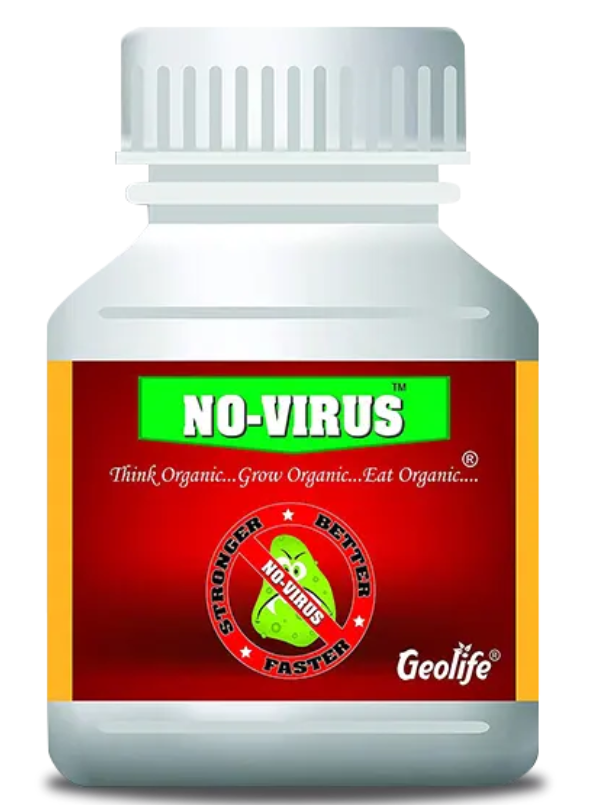 NO-VIRUS™
Think Organic...Grow Organic...Eat Organic....®
STRONGER
BETTER
NO-VIRUS
FASTER
Geolife®